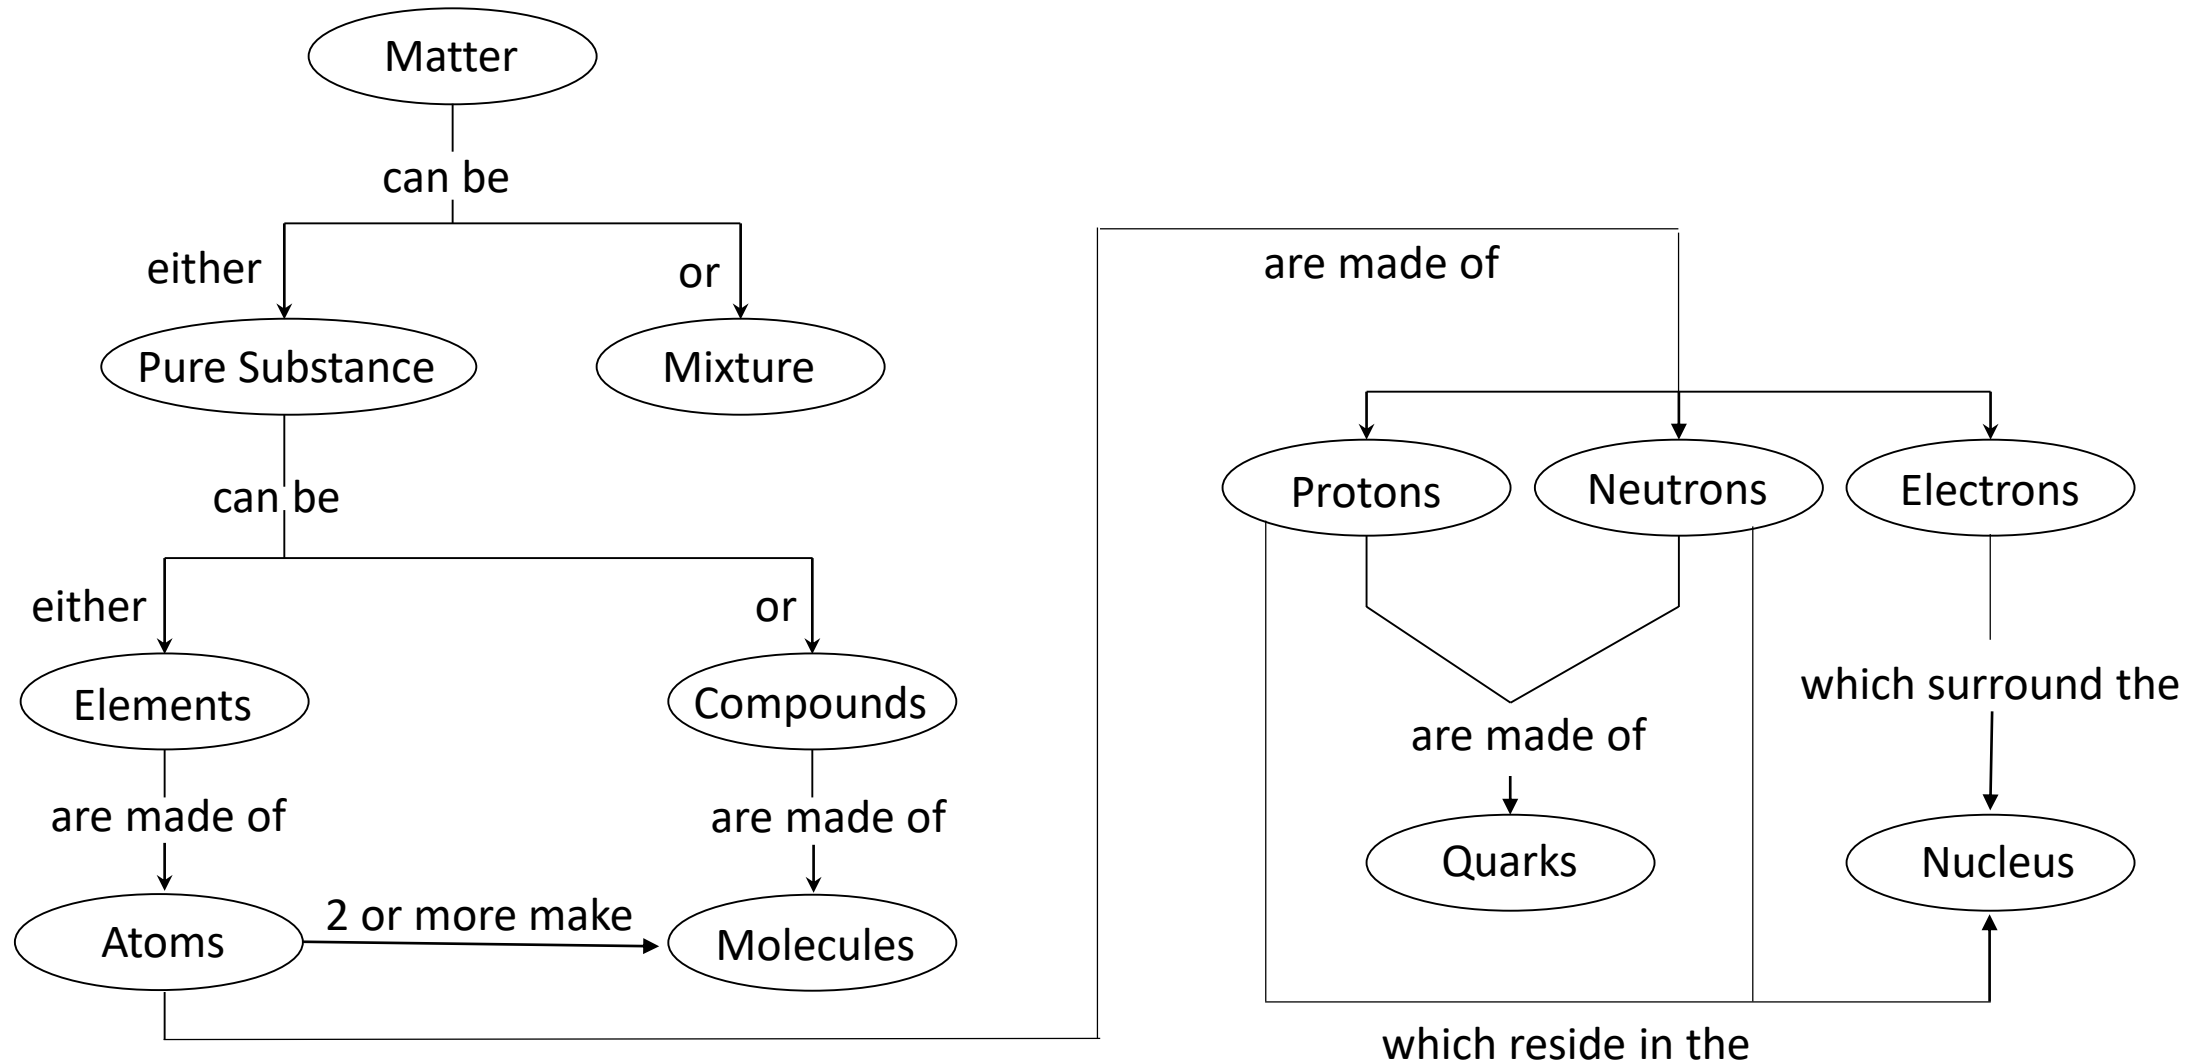 Matter
can be
either
or
Pure Substance
Mixture
can be
either
or
Elements
Compounds
are made of
are made of
Atoms
2 or more make
Molecules
are made of
Protons
Neutrons
Electrons
which surround the
are made of
Quarks
Nucleus
which reside in the